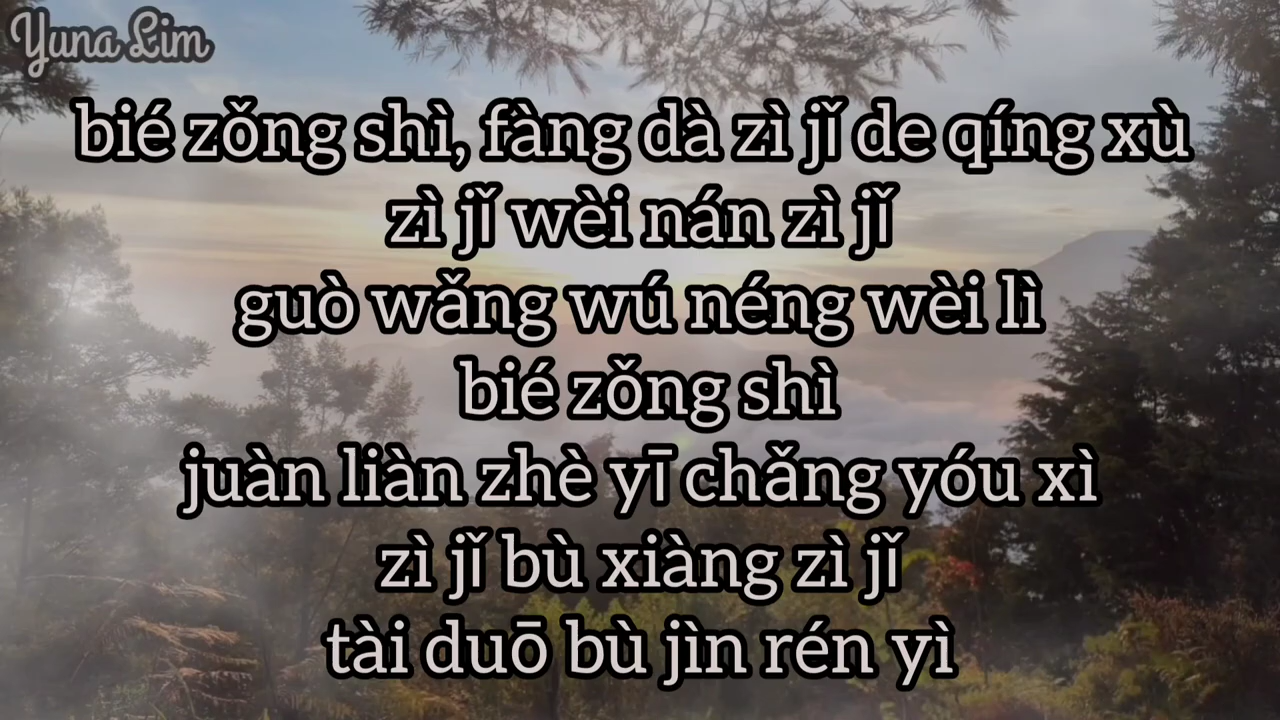 Yuna Lim
bié zǒng shì, fàng dà zì jǐ de qíng xù
zì jǐ wèi nán zì jǐ
guò wǎng wú néng wèi lì
bié zǒng shì
juàn liàn zhè yī chǎng yóu xì
zì jǐ bù xiàng zì jǐ
tài duō bù jìn rén yì